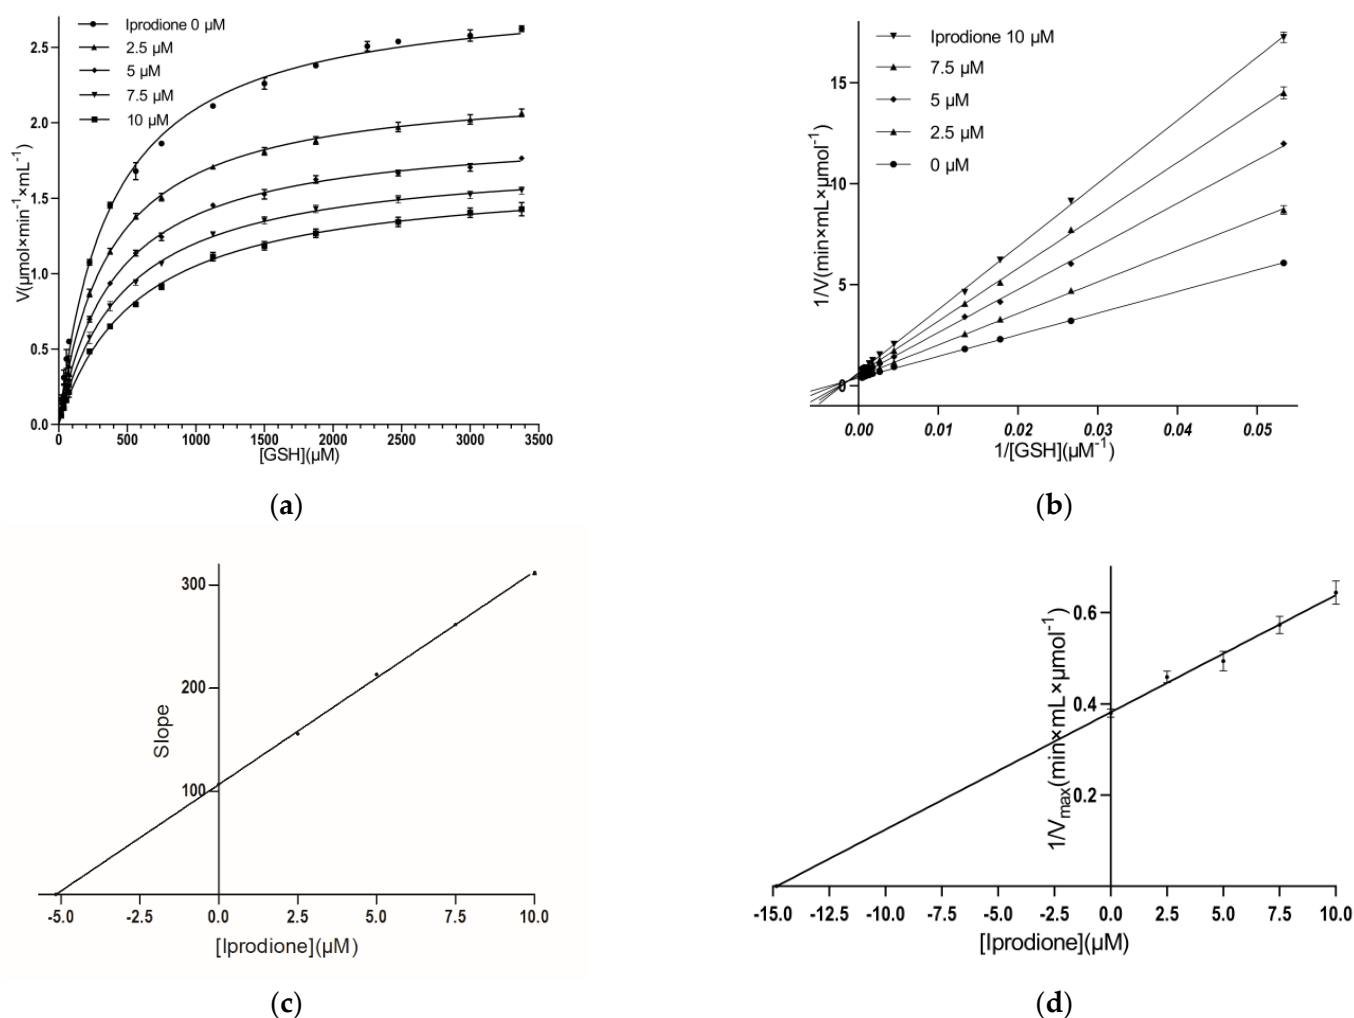 Iprodione 0 µM
2.5 µM
5 µM
7.5 µM
10 µM
V(µmol×min⁻¹×mL⁻¹)
2.5
2.0
1.5
1.0
0.5
0.0
0 500 1000 1500 2000 2500 3000 3500
[GSH](µM)
(a)
Iprodione 10 µM
7.5 µM
5 µM
2.5 µM
0 µM
1/V(min×mL×µmol⁻¹)
15
10
5
0
0.00 0.01 0.02 0.03 0.04 0.05
1/[GSH](µM⁻¹)
(b)
Slope
300
200
100
-5.0 -2.5 0.0 2.5 5.0 7.5 10.0
[Iprodione](µM)
(c)
1/Vmax(min×mL×µmol⁻¹)
0.6
0.4
0.2
-15.0 -12.5 -10.0 -7.5 -5.0 -2.5 0.0 2.5 5.0 7.5 10.0
[Iprodione](µM)
(d)